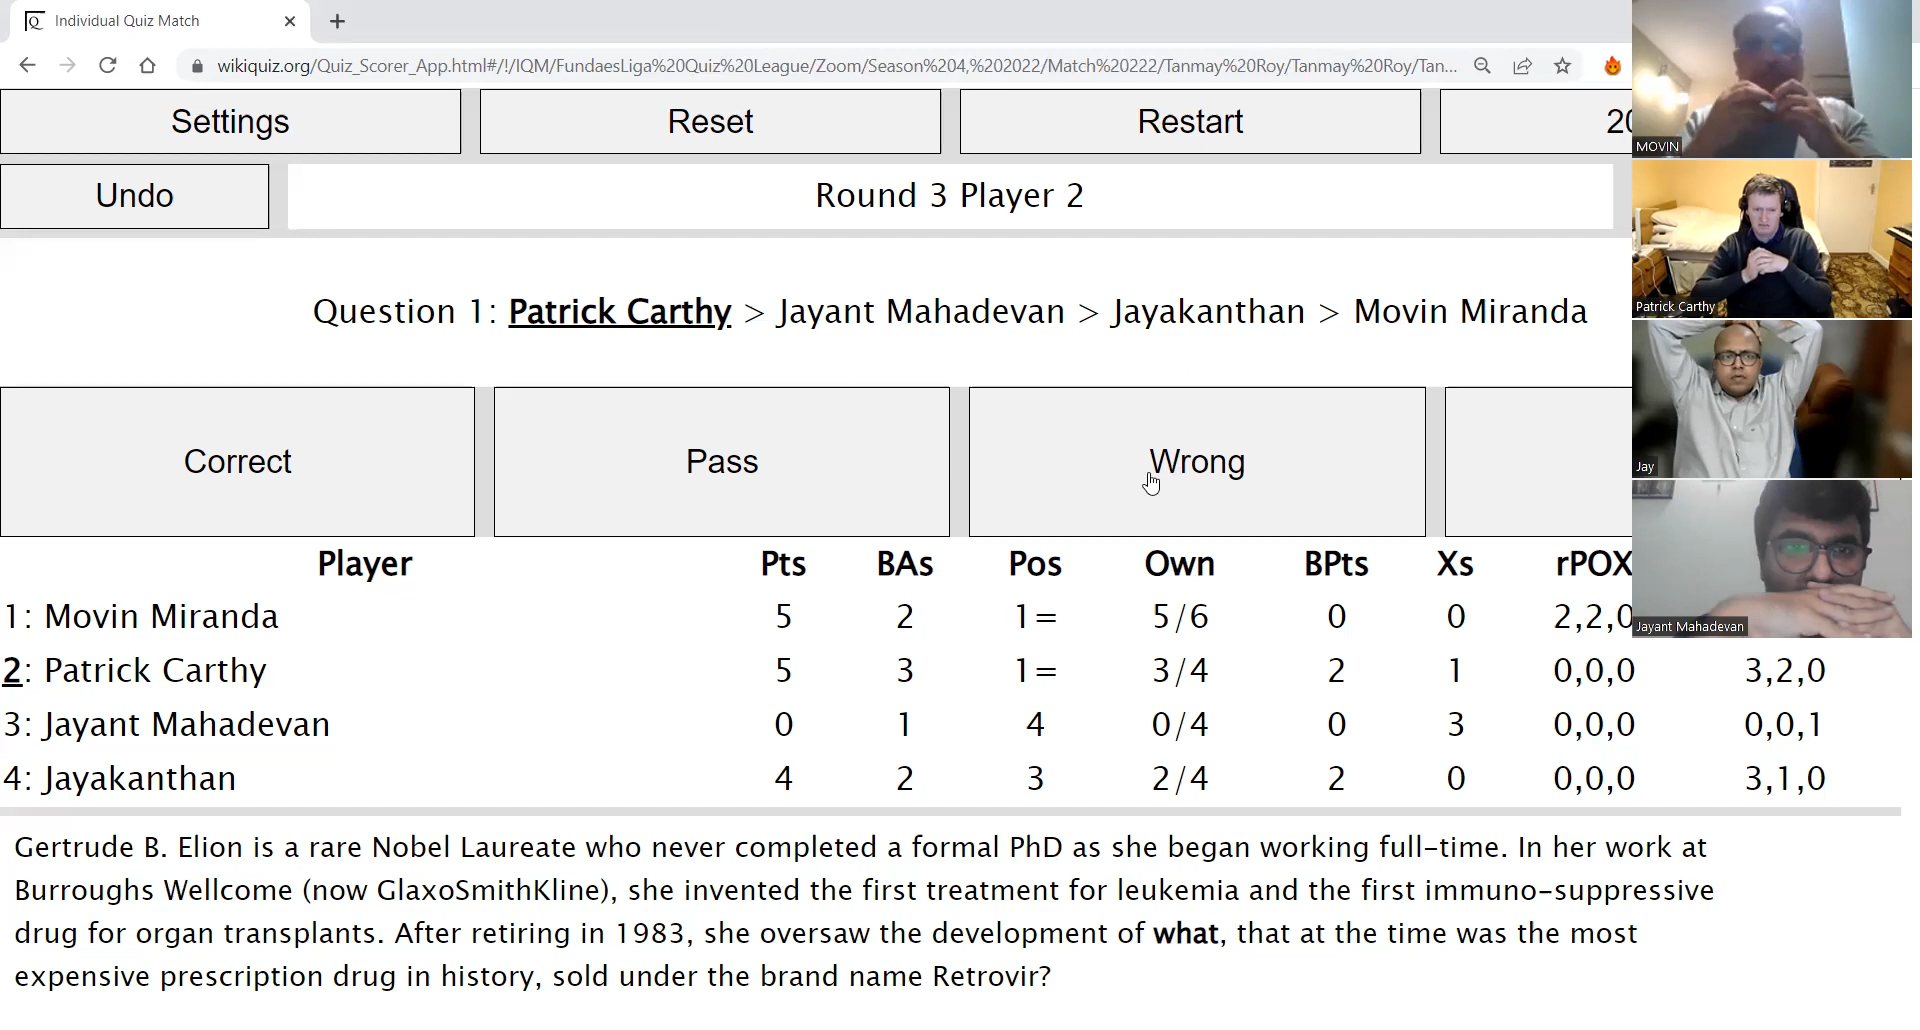 Individual Quiz Match
wikiquiz.org/Quiz_Scorer_App.html#/!/IQM/FundaesLiga%20Quiz%20League/Zoom/Season%204,%202022/Match%20222/Tanmay%20Roy/Tanmay%20Roy/Tan...
Settings Reset Restart 20
MOVIN
Undo Round 3 Player 2
Question 1: Patrick Carthy > Jayant Mahadevan > Jayakanthan > Movin Miranda
Patrick Carthy
Correct Pass Wrong
Jay
Player Pts BAs Pos Own BPts Xs rPOX
1: Movin Miranda 5 2 1= 5/6 0 0 2,2,0
Jayant Mahadevan
2: Patrick Carthy 5 3 1= 3/4 2 1 0,0,0 3,2,0
3: Jayant Mahadevan 0 1 4 0/4 0 3 0,0,0 0,0,1
4: Jayakanthan 4 2 3 2/4 2 0 0,0,0 3,1,0
Gertrude B. Elion is a rare Nobel Laureate who never completed a formal PhD as she began working full-time. In her work at
Burroughs Wellcome (now GlaxoSmithKline), she invented the first treatment for leukemia and the first immuno-suppressive
drug for organ transplants. After retiring in 1983, she oversaw the development of what, that at the time was the most
expensive prescription drug in history, sold under the brand name Retrovir?